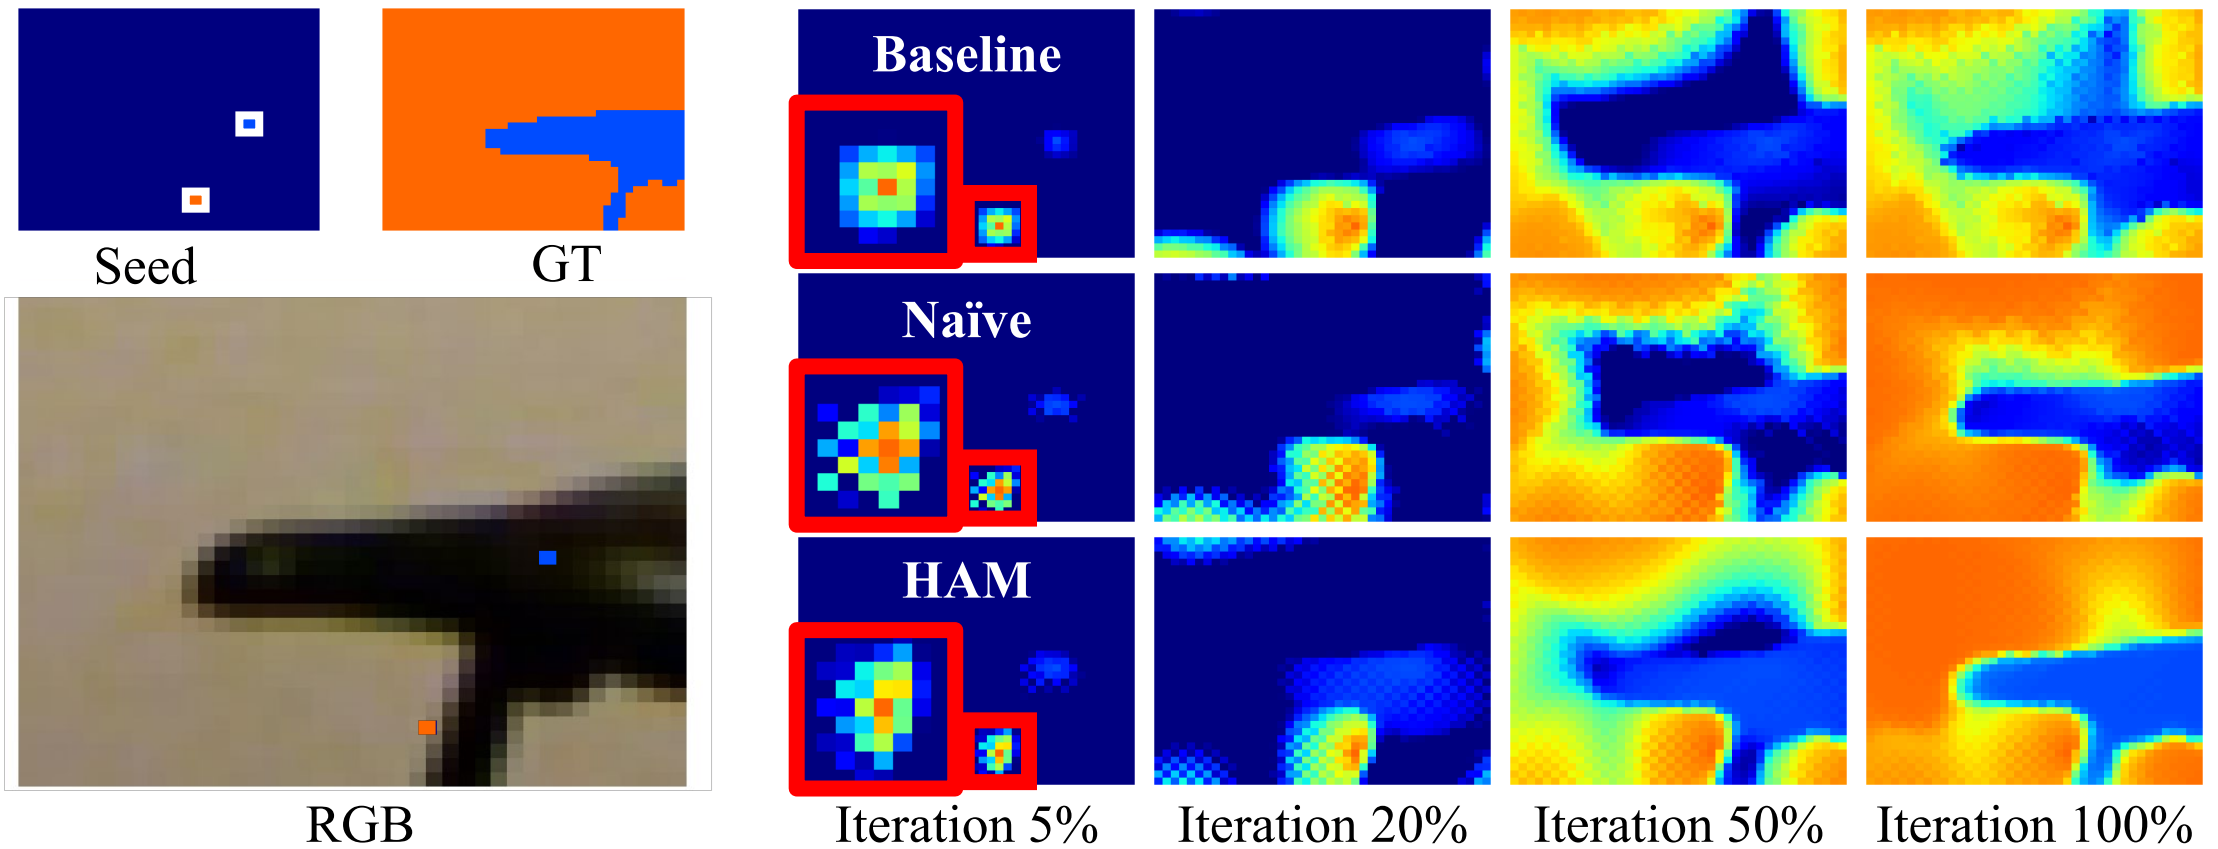 Seed
GT
RGB
Baseline
Naïve
HAM
Iteration 5%
Iteration 20%
Iteration 50%
Iteration 100%